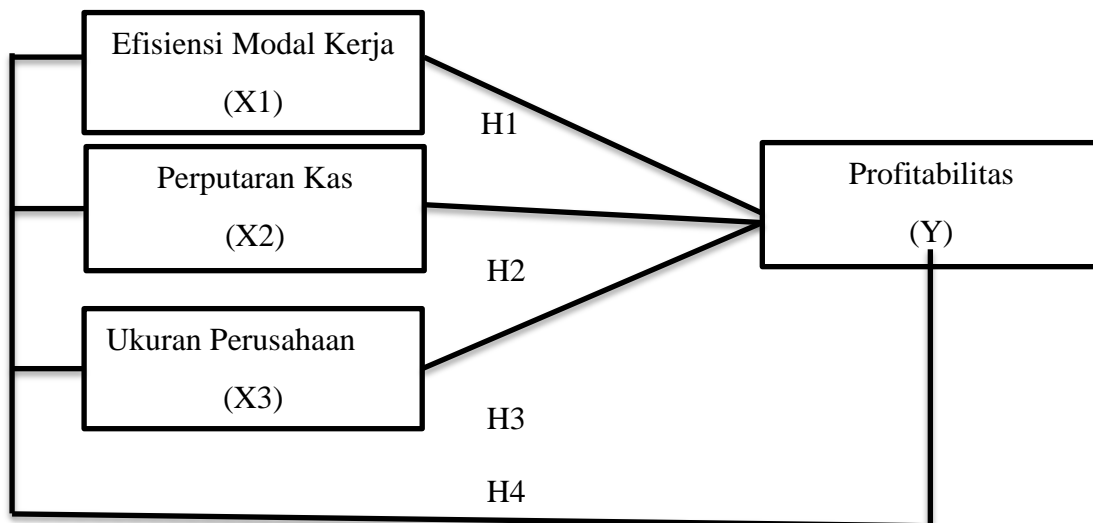 Efisiensi Modal Kerja
(X1)
H1
Perputaran Kas
(X2)
Profitabilitas
(Y)
H2
Ukuran Perusahaan
(X3)
H3
H4